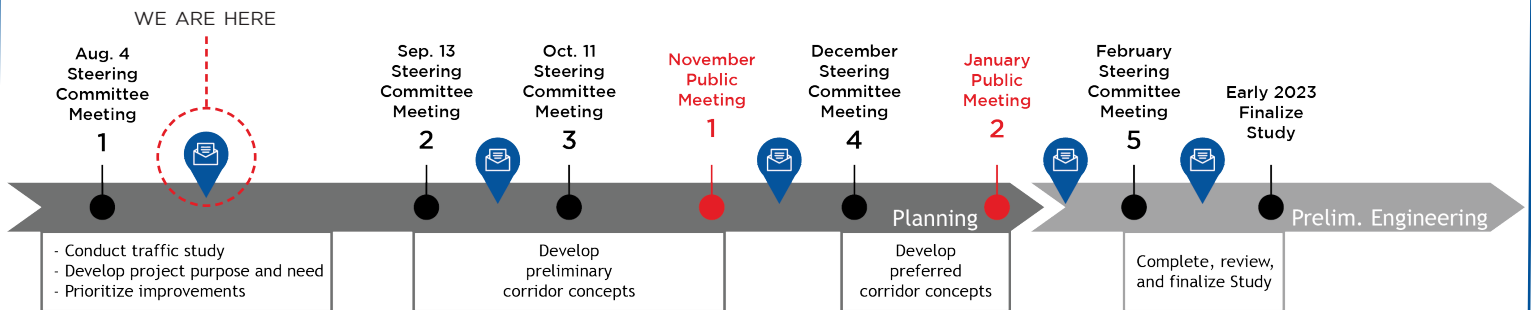 WE ARE HERE
Aug. 4
Steering
Committee
Meeting
1
Sep. 13
Steering
Committee
Meeting
2
Oct. 11
Steering
Committee
Meeting
3
November
Public
Meeting
1
December
Steering
Committee
Meeting
4
January
Public
Meeting
2
February
Steering
Committee
Meeting
5
Early 2023
Finalize
Study
Planning
Prelim. Engineering
- Conduct traffic study
- Develop project purpose and need
- Prioritize improvements
Develop
preliminary
corridor concepts
Develop
preferred
corridor concepts
Complete, review,
and finalize Study